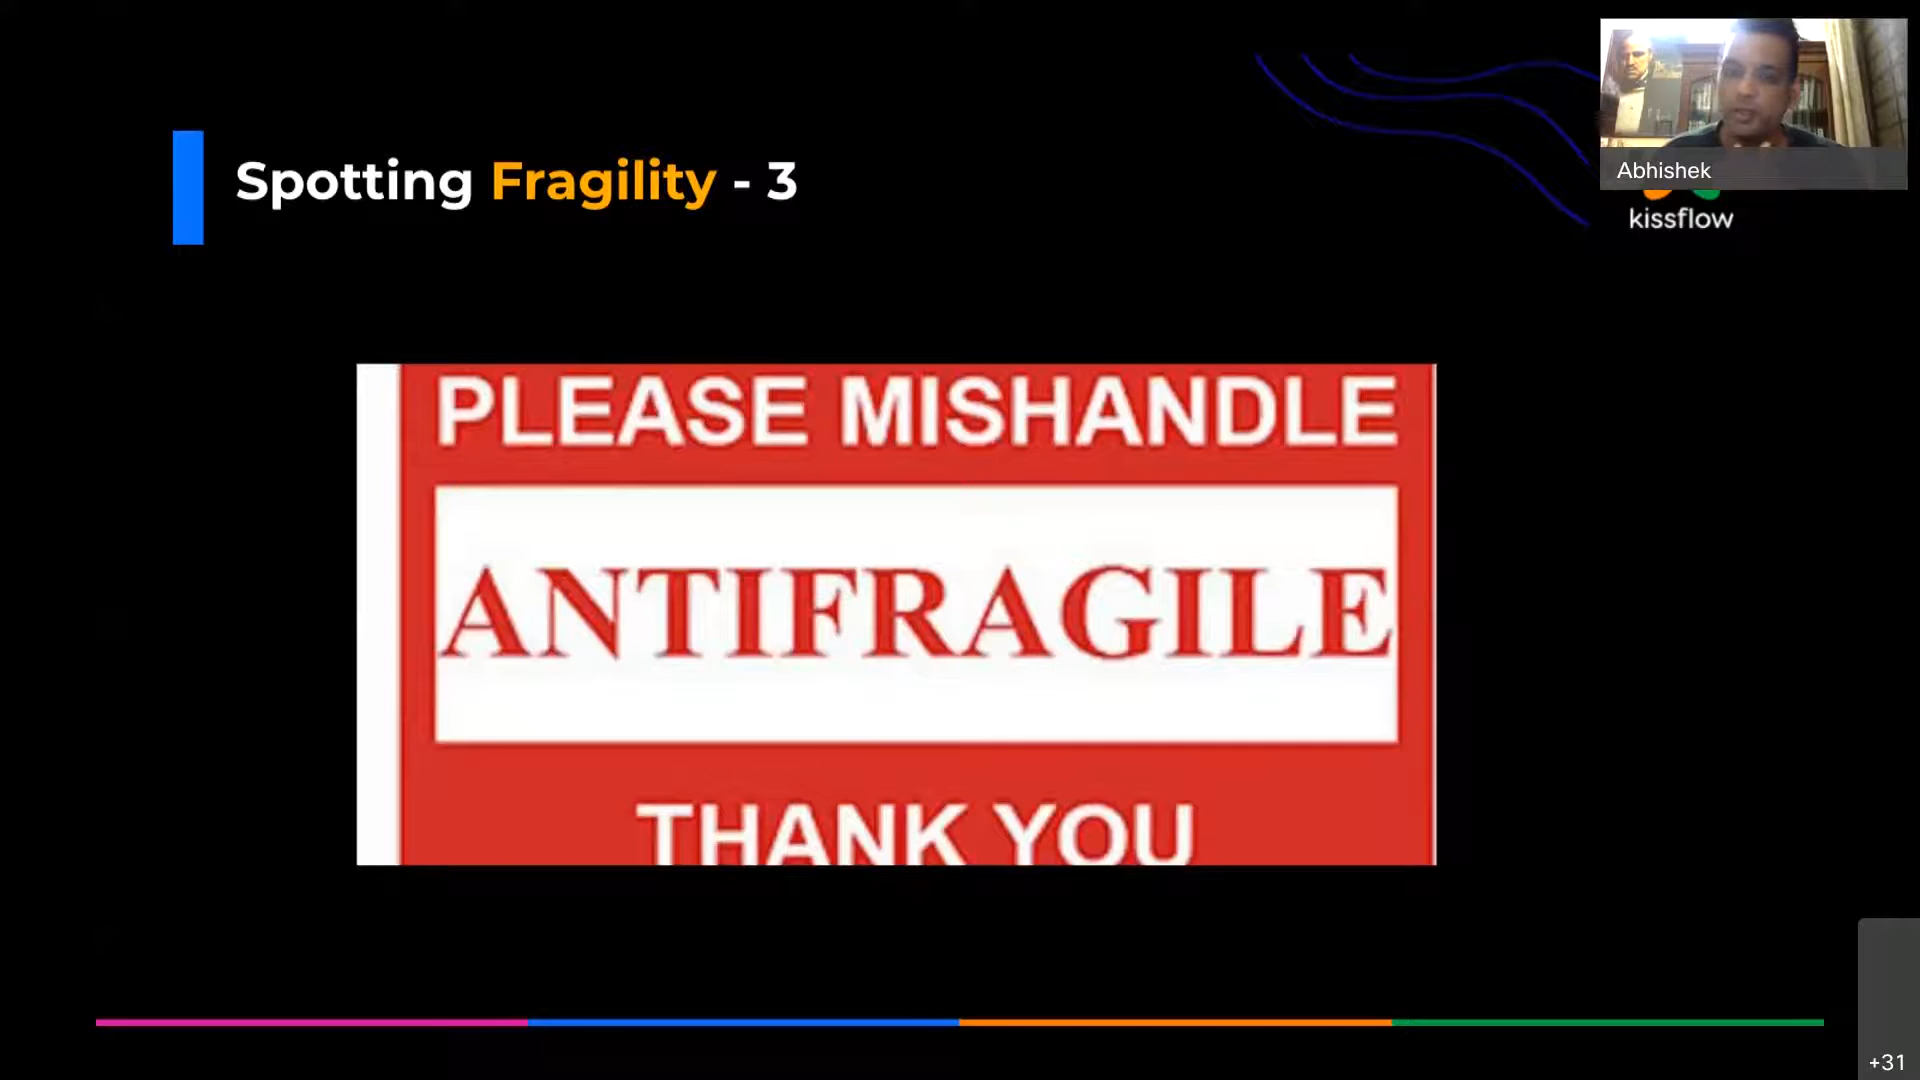 Spotting Fragility - 3
Abhishek
kissflow
PLEASE MISHANDLE
ANTIFRAGILE
THANK YOU
+31